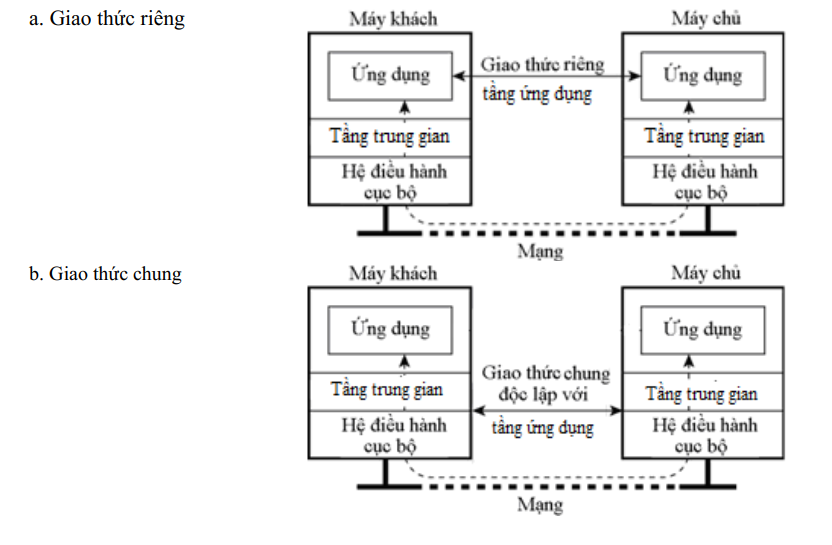 a. Giao thức riêng
Máy khách
Máy chủ
Ứng dụng
Giao thức riêng
tầng ứng dụng
Ứng dụng
Tầng trung gian
Tầng trung gian
Hệ điều hành
cục bộ
Hệ điều hành
cục bộ
Mạng
b. Giao thức chung
Máy khách
Máy chủ
Ứng dụng
Ứng dụng
Giao thức chung
độc lập với
tầng ứng dụng
Tầng trung gian
Tầng trung gian
Hệ điều hành
cục bộ
Hệ điều hành
cục bộ
Mạng